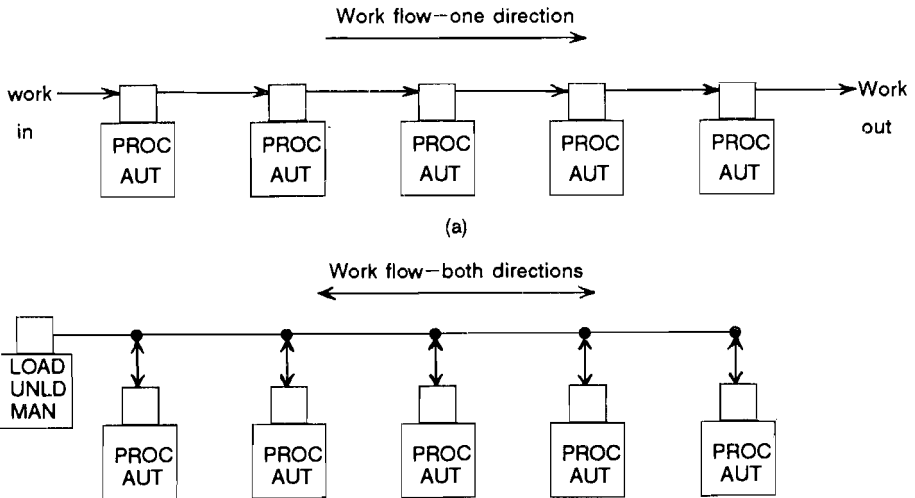 Work flow—one direction
work in
Work out
PROC AUT
PROC AUT
PROC AUT
PROC AUT
PROC AUT
(a)
Work flow—both directions
LOAD
UNLD
MAN
PROC AUT
PROC AUT
PROC AUT
PROC AUT
PROC AUT